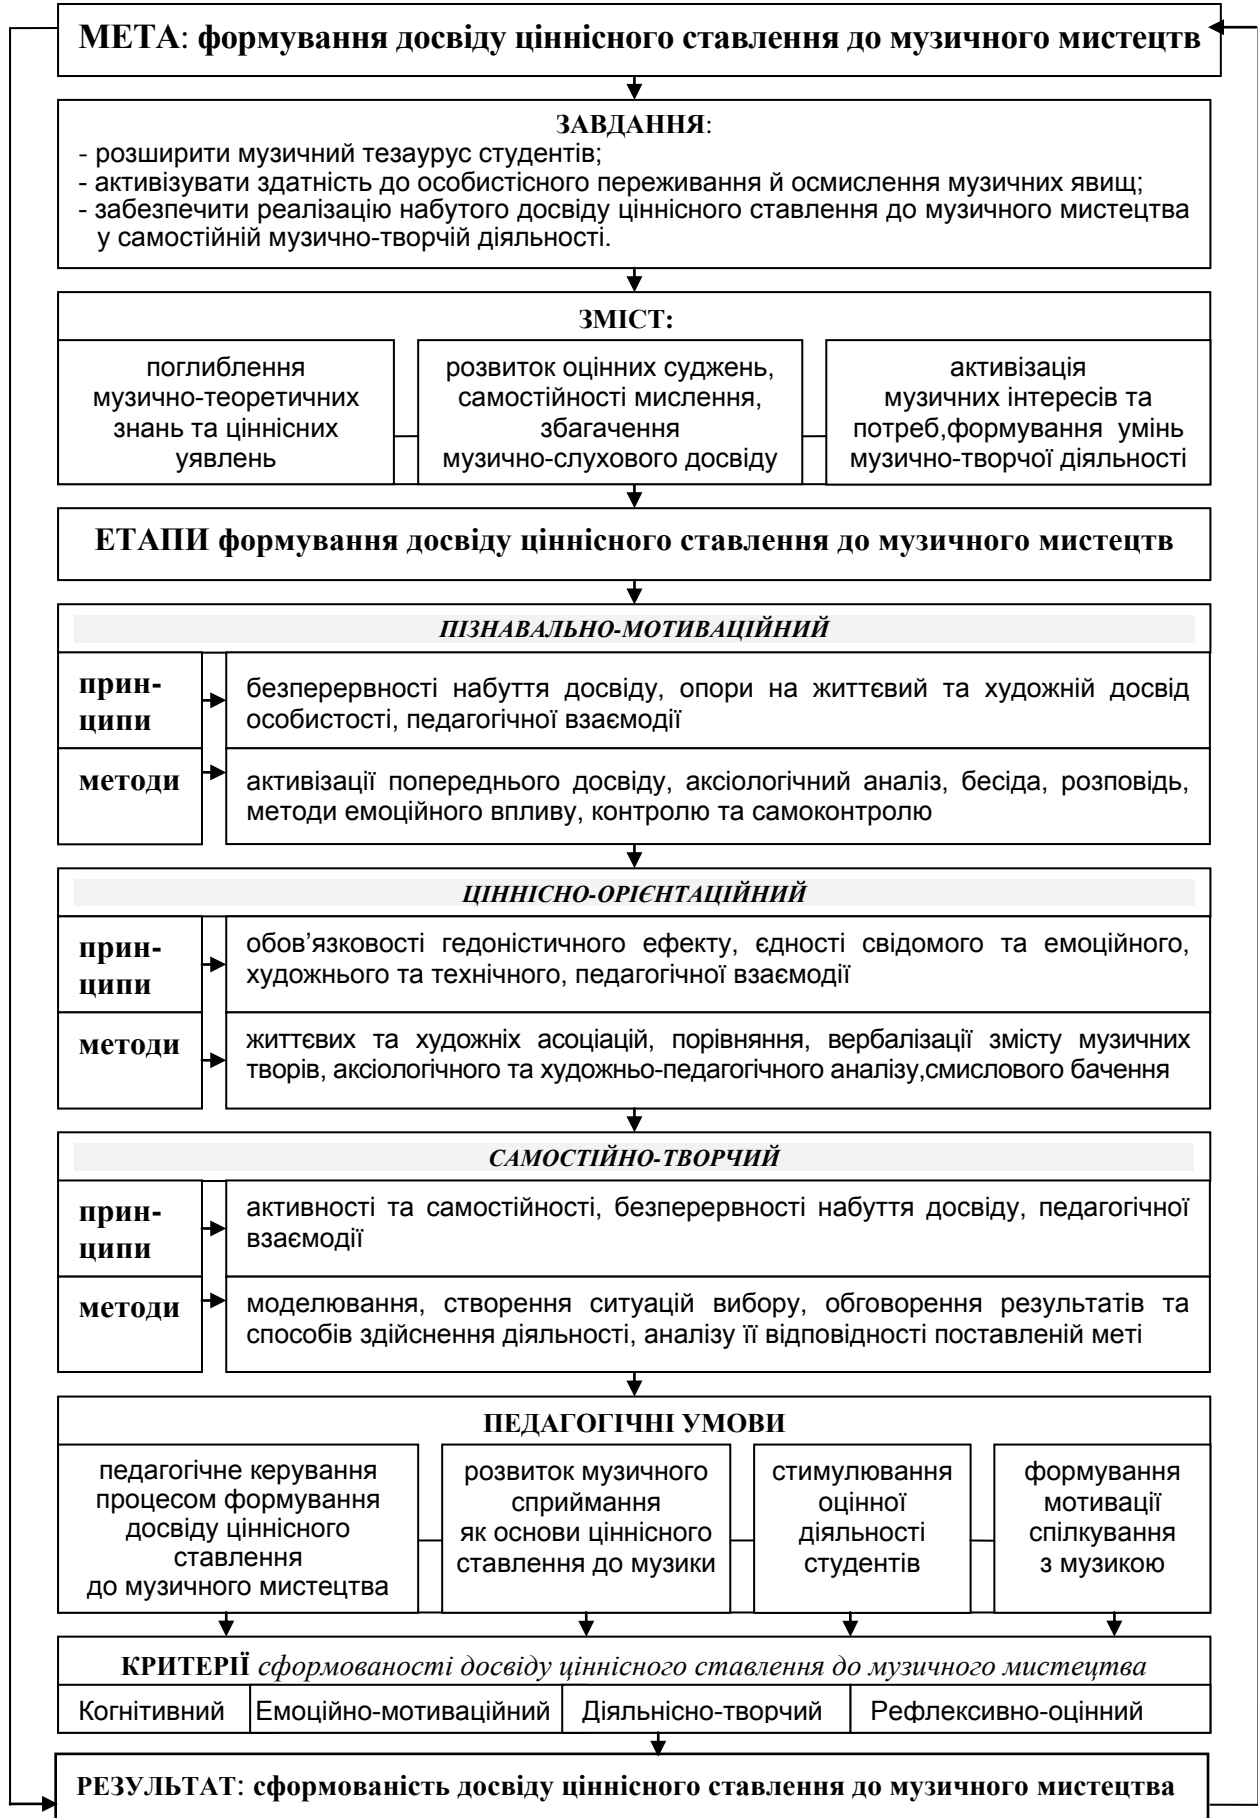 МЕТА: формування досвіду ціннісного ставлення до музичного мистецтв
ЗАВДАННЯ:
- розширити музичний тезаурус студентів;
- активізувати здатність до особистісного переживання й осмислення музичних явищ;
- забезпечити реалізацію набутого досвіду ціннісного ставлення до музичного мистецтва
у самостійній музично-творчій діяльності.
ЗМІСТ:
поглиблення
музично-теоретичних
знань та ціннісних
уявлень
розвиток оцінних суджень,
самостійності мислення,
збагачення
музично-слухового досвіду
активізація
музичних інтересів та
потреб,формування умінь
музично-творчої діяльності
ЕТАПИ формування досвіду ціннісного ставлення до музичного мистецтв
ПІЗНАВАЛЬНО-МОТИВАЦІЙНИЙ
прин-
ципи
безперервності набуття досвіду, опори на життєвий та художній досвід
особистості, педагогічної взаємодії
методи
активізації попереднього досвіду, аксіологічний аналіз, бесіда, розповідь,
методи емоційного впливу, контролю та самоконтролю
ЦІННІСНО-ОРІЄНТАЦІЙНИЙ
прин-
ципи
обов’язковості гедоністичного ефекту, єдності свідомого та емоційного,
художнього та технічного, педагогічної взаємодії
методи
життєвих та художніх асоціацій, порівняння, вербалізації змісту музичних
творів, аксіологічного та художньо-педагогічного аналізу,смислового бачення
САМОСТІЙНО-ТВОРЧИЙ
прин-
ципи
активності та самостійності, безперервності набуття досвіду, педагогічної
взаємодії
методи
моделювання, створення ситуацій вибору, обговорення результатів та
способів здійснення діяльності, аналізу її відповідності поставленій меті
ПЕДАГОГІЧНІ УМОВИ
педагогічне керування
процесом формування
досвіду ціннісного
ставлення
до музичного мистецтва
розвиток музичного
сприймання
як основи ціннісного
ставлення до музики
стимулювання
оцінної
діяльності
студентів
формування
мотивації
спілкування
з музикою
КРИТЕРІЇ сформованості досвіду ціннісного ставлення до музичного мистецтва
Когнітивний Емоційно-мотиваційний Діяльнісно-творчий Рефлексивно-оцінний
РЕЗУЛЬТАТ: сформованість досвіду ціннісного ставлення до музичного мистецтва